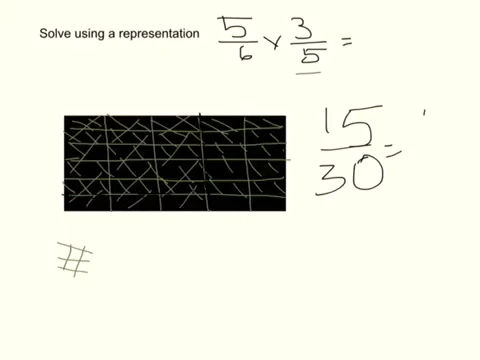 Solve using a representation 5/6 x 3/5 =
15/30 =